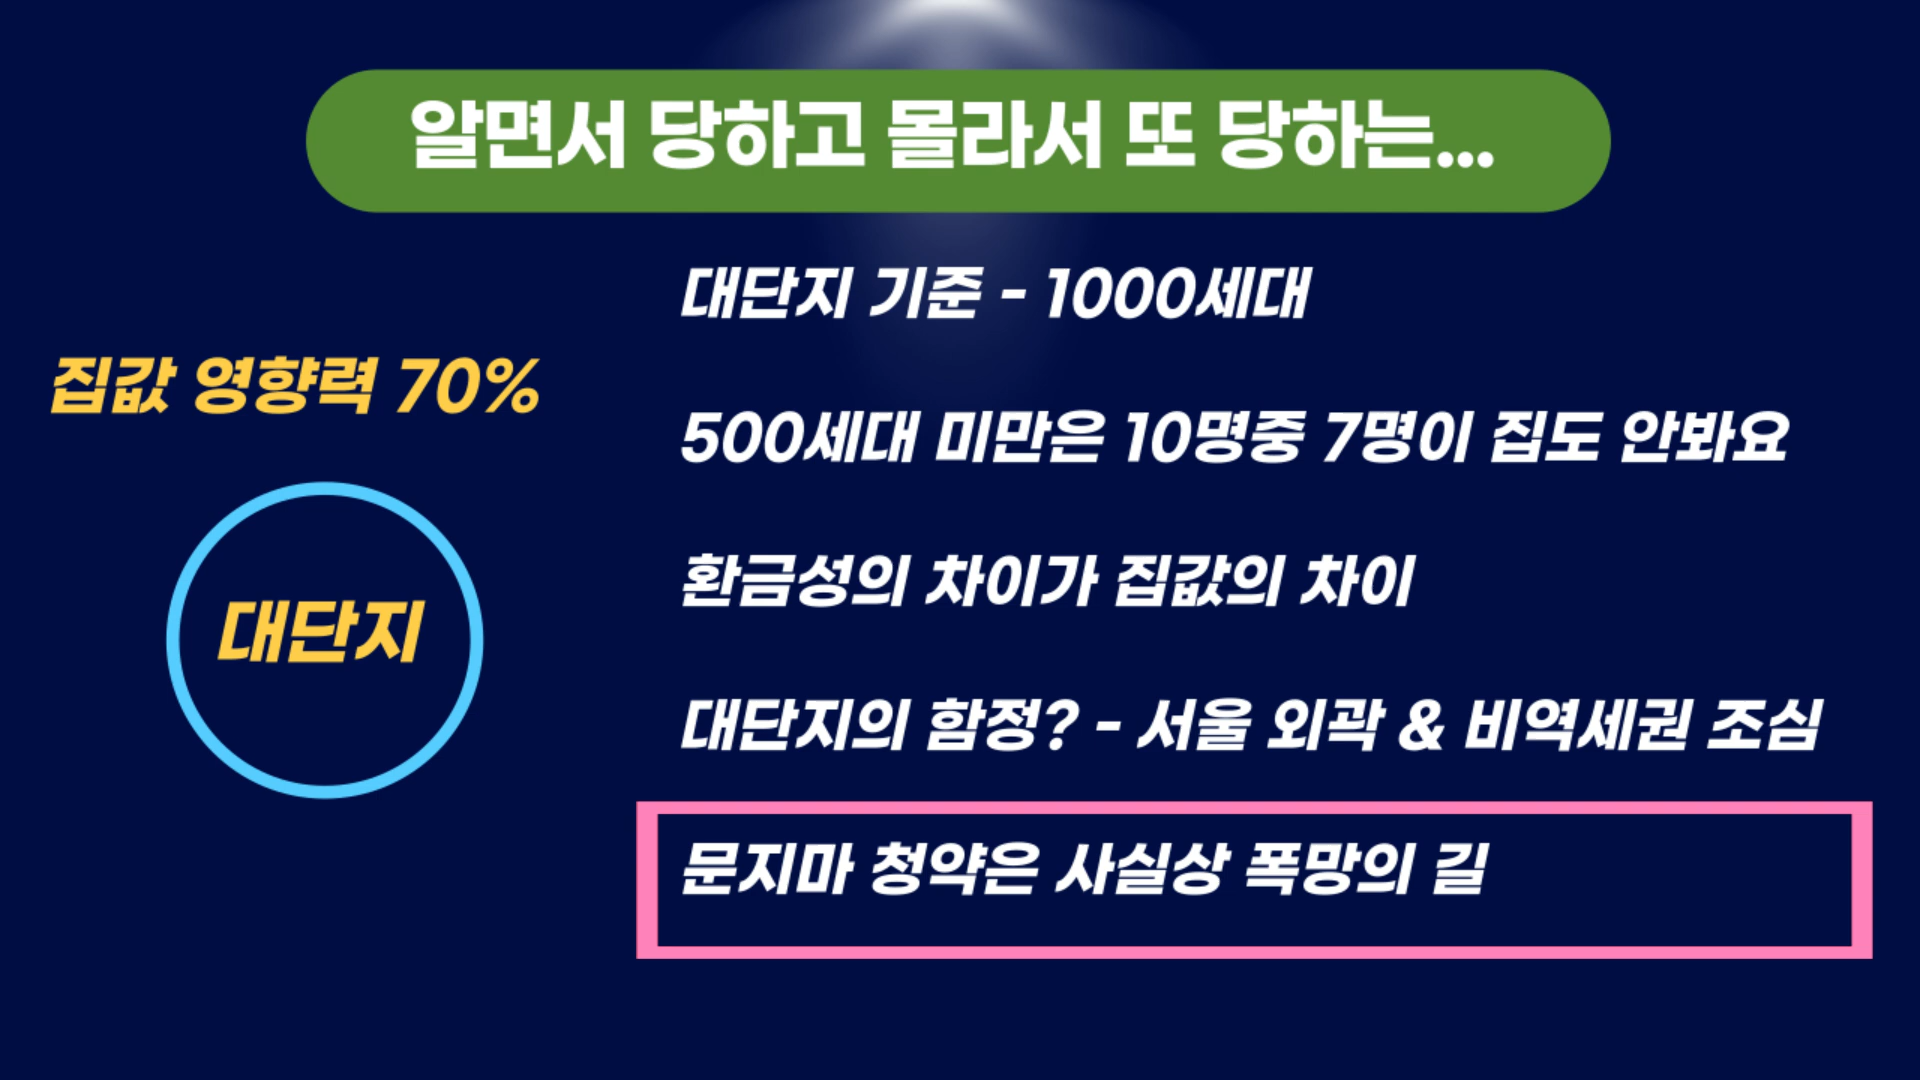 알면서 당하고 몰라서 또 당하는...
집값 영향력 70%
대단지
대단지 기준 - 1000세대
500세대 미만은 10명중 7명이 집도 안봐요
환금성의 차이가 집값의 차이
대단지의 함정? - 서울 외곽 & 비역세권 조심
문지마 청약은 사실상 폭망의 길